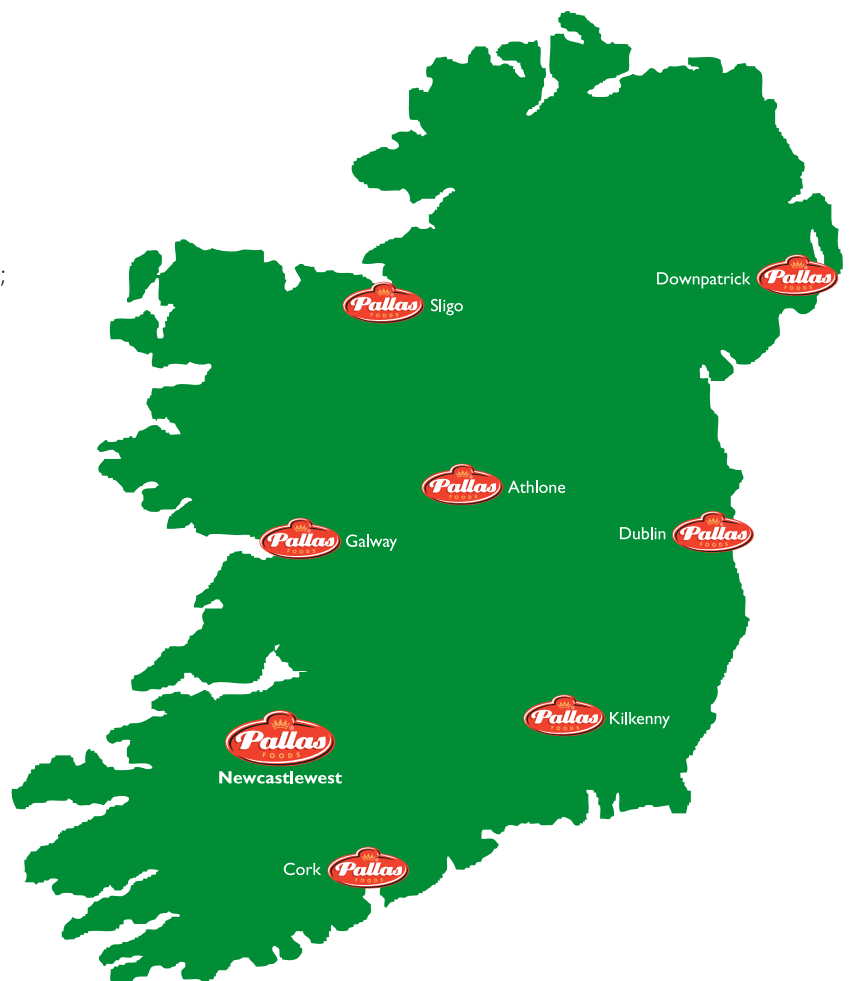 ;
Downpatrick
Pallas
FOODS
Pallas
FOODS
Sligo
Pallas
FOODS
Athlone
Dublin
Pallas
FOODS
Pallas
FOODS
Galway
Pallas
FOODS
Kilkenny
Pallas
®
FOODS
Newcastlewest
Cork
Pallas
FOODS